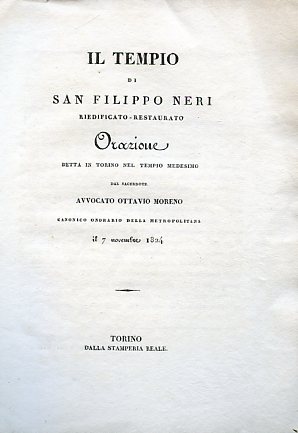 IL TEMPIO
DI
SAN FILIPPO NERI
RIEDIFICATO-RESTAURATO
Orazione
DETTA IN TORINO NEL TEMPIO MEDESIMO
DAL SACERDOTE
AVVOCATO OTTAVIO MORENO
CANONICO ONORARIO DELLA METROPOLITANA
il 7 novembre 1824
TORINO
DALLA STAMPERIA REALE.